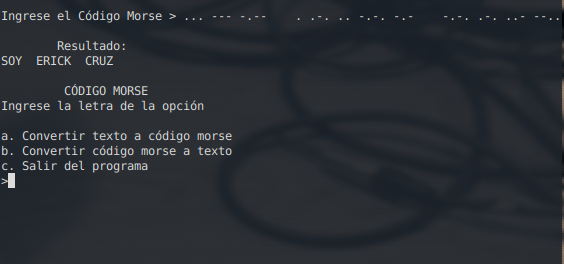 Ingrese el Código Morse > ... --- -.--    . .-. .. -.-. -.-    -.-. .-. ..- --..
Resultado:
SOY  ERICK  CRUZ
CÓDIGO MORSE
Ingrese la letra de la opción
a. Convertir texto a código morse
b. Convertir código morse a texto
c. Salir del programa
>